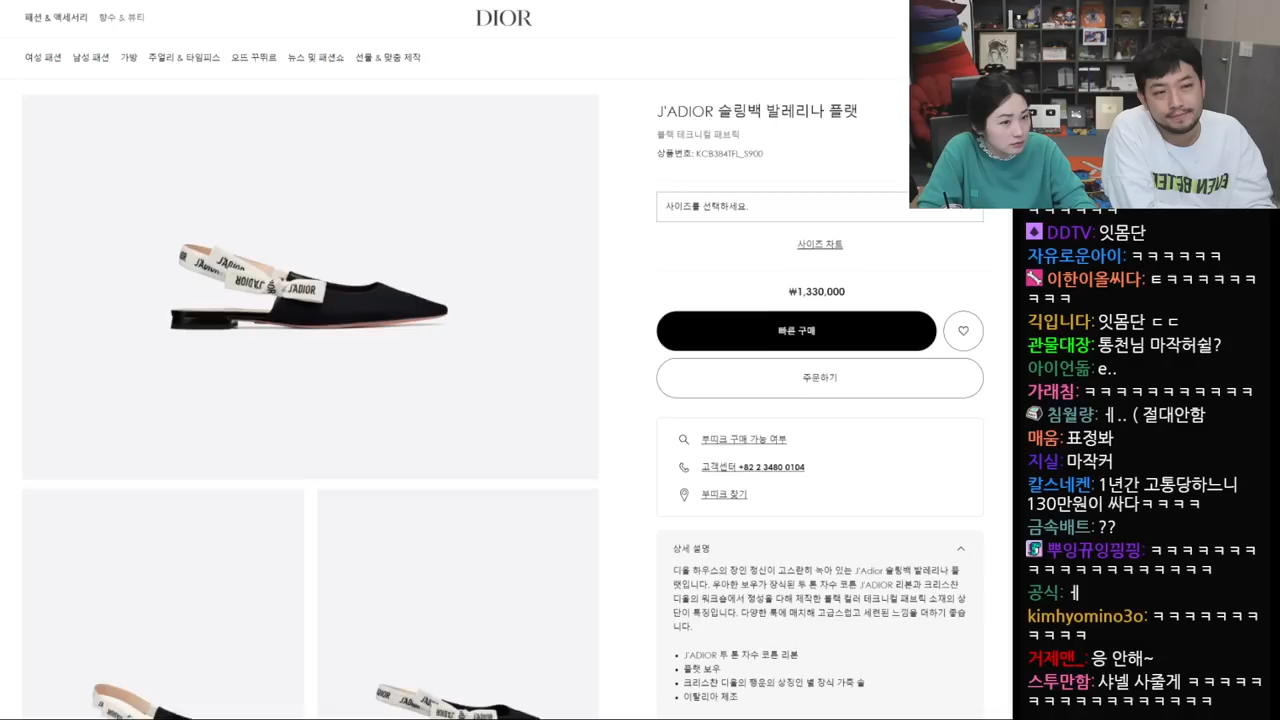 패션 & 액세서리 향수 & 뷰티
DIOR
여성 패션 남성 패션 가방 주얼리 & 타임피스 오뜨 꾸뛰르 뉴스 및 패션쇼 선물 & 맞춤 제작
J'ADIOR 슬링백 발레리나 플랫
블랙 테크니컬 패브릭
상품번호: KCB384TFL_S900
사이즈를 선택하세요.
사이즈 차트
₩1,330,000
빠른 구매
주문하기
부띠크 구매 가능 여부
고객센터 +82 2 3480 0104
부띠크 찾기
상세 설명
디올 하우스의 장인 정신이 고스란히 녹아 있는 J'Adior 슬링백 발레리나 플
랫입니다. 우아한 보우가 장식된 투 톤 자수 코튼 J'ADIOR 리본과 크리스챤
디올의 워크숍에서 정성을 다해 제작한 블랙 컬러 테크니컬 패브릭 소재의 상
단이 특징입니다. 다양한 룩에 매치해 고급스럽고 세련된 느낌을 더하기 좋습
니다.
• J'ADIOR 투 톤 자수 코튼 리본
• 플랫 보우
• 크리스챤 디올의 행운의 상징인 별 장식 가죽 솔
• 이탈리아 제조
J'ADIOR
J'ADIOR
J'ADIOR
EVEN BETTER
DDTV: 잇몸단
자유로운아이: ㅋㅋㅋㅋㅋㅋ
이한이올씨다: ㅌㅋㅋㅋㅋㅋㅋ
ㅋㅋㅋ
긱입니다: 잇몸단 ㄷㄷ
관물대장: 통천님 마작허쉴?
아이언돎: e..
가래침: ㅋㅋㅋㅋㅋㅋㅋㅋㅋㅋㅋ
침월량: ㅔ.. ( 절대안함
매움: 표정봐
지실: 마작커
칼스네켄: 1년간 고통당하느니
130만원이 싸다ㅋㅋㅋㅋ
금속배트: ??
뿌잉뀨잉낑낑: ㅋㅋㅋㅋㅋㅋㅋ
ㅋㅋㅋㅋㅋㅋㅋㅋㅋㅋㅋㅋ
공식: ㅔ
kimhyomino3o: ㅋㅋㅋㅋㅋㅋㅋ
ㅋㅋㅋㅋ
거제맨_: 응 안해~
스투만함: 샤넬 사줄게 ㅋㅋㅋㅋㅋ
ㅋㅋㅋㅋㅋㅋㅋㅋㅋㅋㅋㅋ